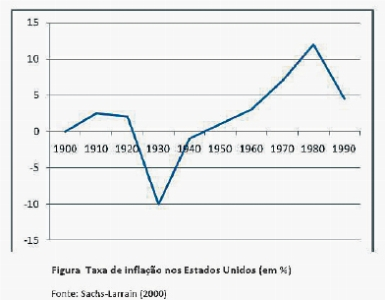 15
10
5
0
1900 1910 1920 1930 1940 1950 1960 1970 1980 1990
-5
-10
-15
Figura Taxa de inflação nos Estados Unidos (em %)
Fonte: Sachs-Larrain (2000)